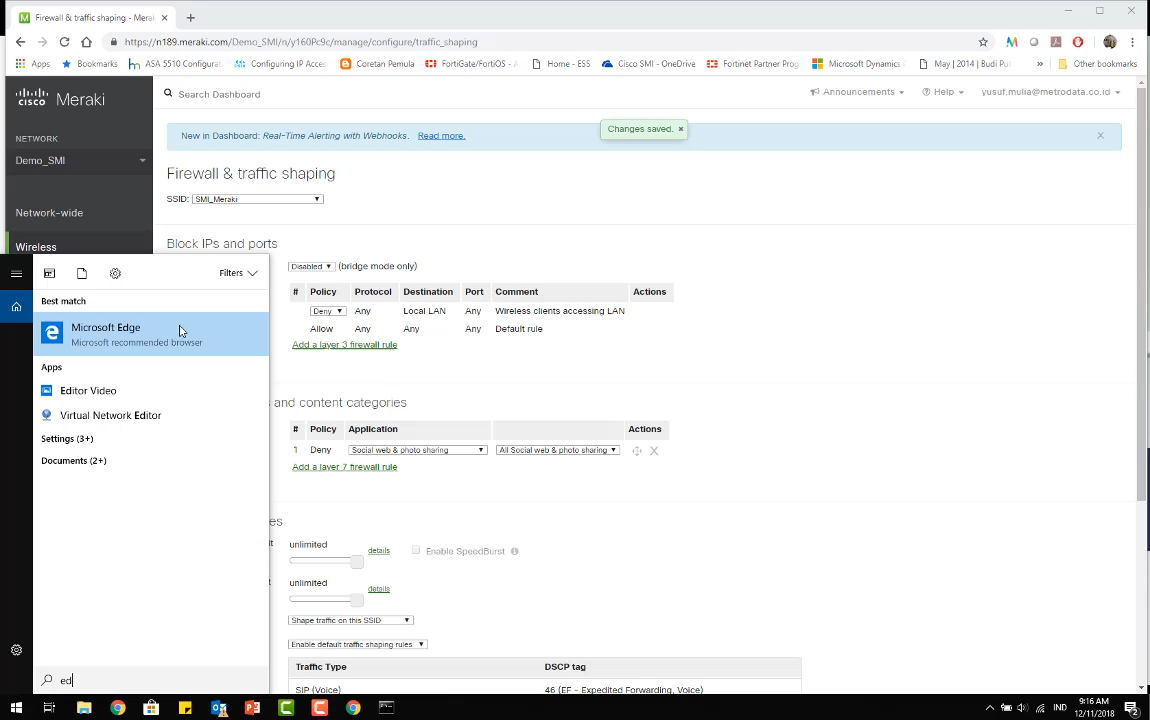 Firewall & traffic shaping - Mera
https://n189.meraki.com/Demo_SMI/n/y160Pc9c/manage/configure/traffic_shaping
Apps
Bookmarks
ASA 5510 Configurat
Configuring IP Acces
Coretan Pemula
FortiGate/FortiOS - A
Home - ESS
Cisco SMI - OneDrive
Fortinet Partner Prog
Microsoft Dynamics
May | 2014 | Budi Put
»
Other bookmarks
CISCO Meraki
Search Dashboard
Announcements
Help
yusuf.mulia@metrodata.co.id
NETWORK
Demo_SMI
Network-wide
Wireless
New in Dashboard: Real-Time Alerting with Webhooks. Read more.
Changes saved. ×
Firewall & traffic shaping
SSID: SMI_Meraki
Block IPs and ports
Disabled (bridge mode only)
# Policy Protocol Destination Port Comment Actions
Deny Any Local LAN Any Wireless clients accessing LAN
Allow Any Any Any Default rule
Add a layer 3 firewall rule
s and content categories
# Policy Application Actions
1 Deny Social web & photo sharing All Social web & photo sharing X
Add a layer 7 firewall rule
es
unlimited
details
Enable SpeedBurst
unlimited
details
Shape traffic on this SSID
Enable default traffic shaping rules
Traffic Type DSCP tag
SIP (Voice) 46 (EF - Expedited Forwarding, Voice)
Filters
Best match
Microsoft Edge
Microsoft recommended browser
Apps
Editor Video
Virtual Network Editor
Settings (3+)
Documents (2+)
ed
IND
9:16 AM
12/11/2018
2